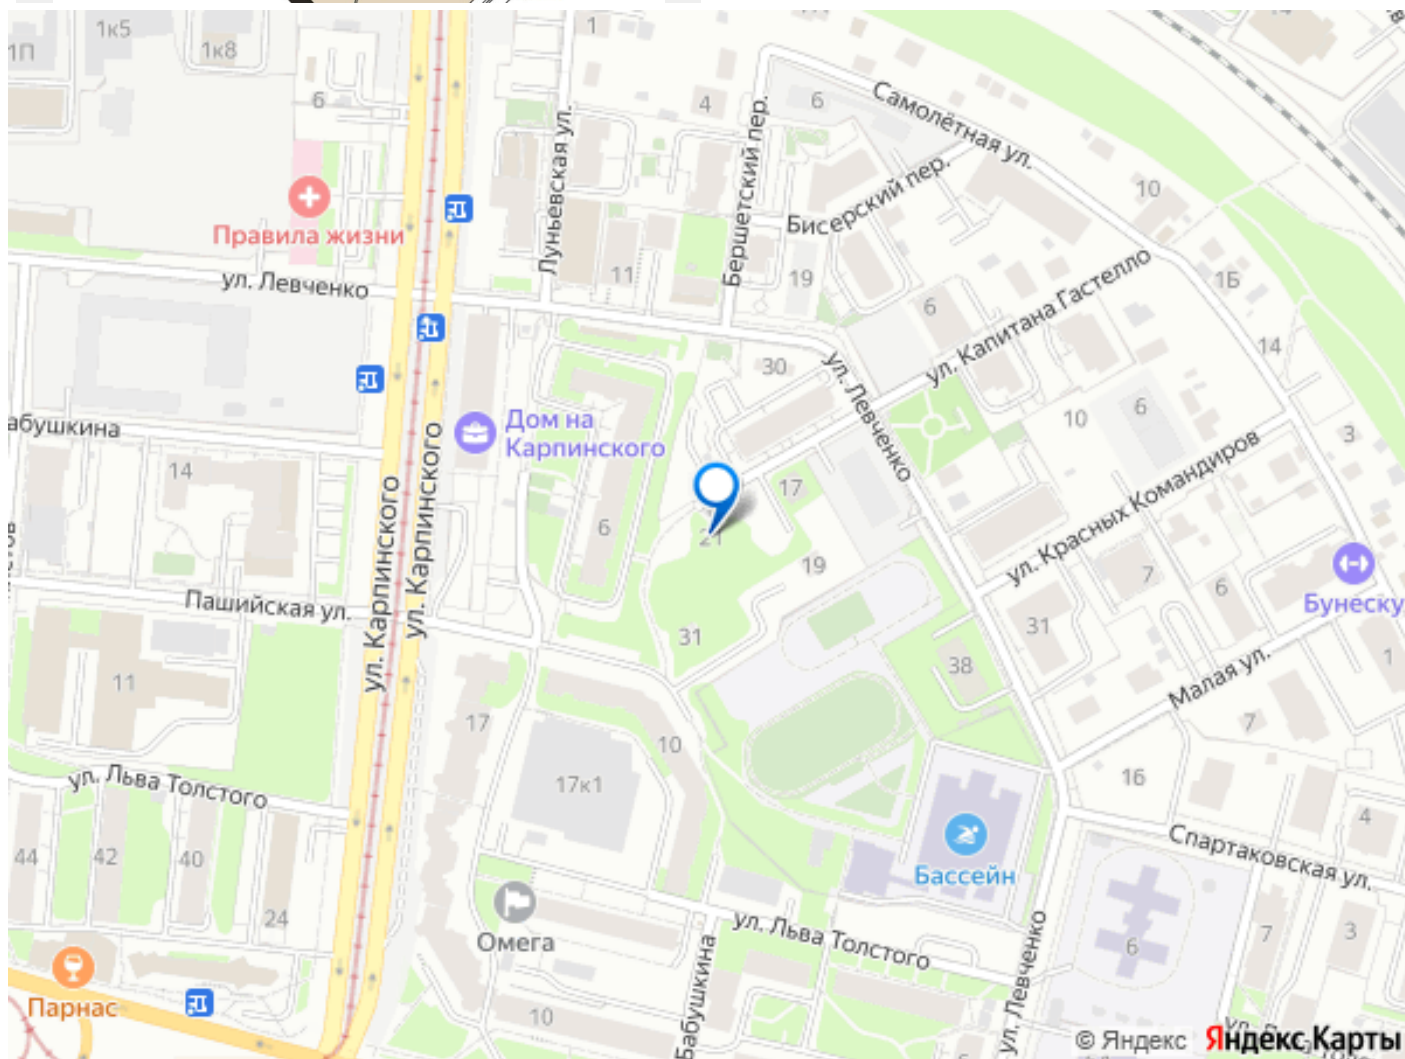 1к5
1
1П
1к8
6
4
6
Самолётная ул.
Луньевская ул.
Бершетский пер.
Бисерский пер.
10
Правила жизни
ул. Левченко
11
19
1Б
6
ул. Капитана Гастелло
14
30
ул. Левченко
абушкина
Дом на
Карпинского
10
6
3
14
17
ул. Карпинского
ул. Карпинского
6
21
19
ул. Красных Командиров
7
6
Бунеску
Пашийская ул.
31
31
38
Малая ул.
1
11
17
10
7
ул. Льва Толстого
17к1
16
4
Спартаковская ул.
44
42
40
Бассейн
24
Омега
ул. Льва Толстого
ул. Левченко
6
7
3
Парнас
10
Бабушкина
© Яндекс
Яндекс Карты